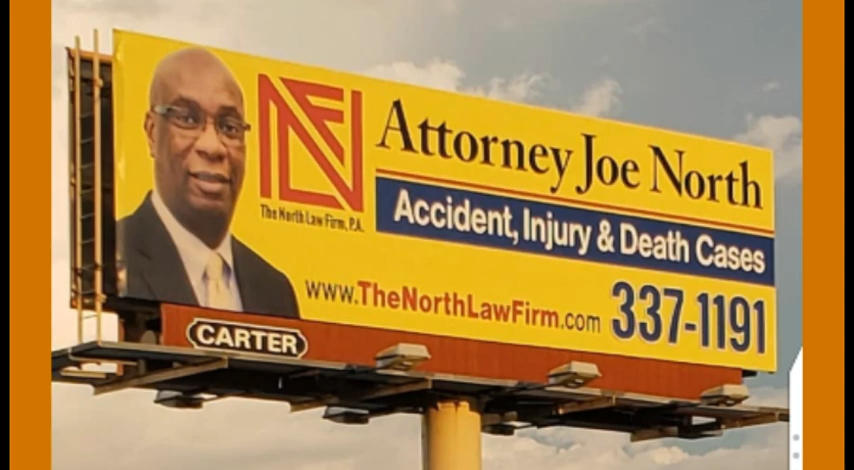 Attorney Joe North
The North Law Firm, P.A.
Accident, Injury & Death Cases
www.TheNorthLawFirm.com
337-1191
CARTER